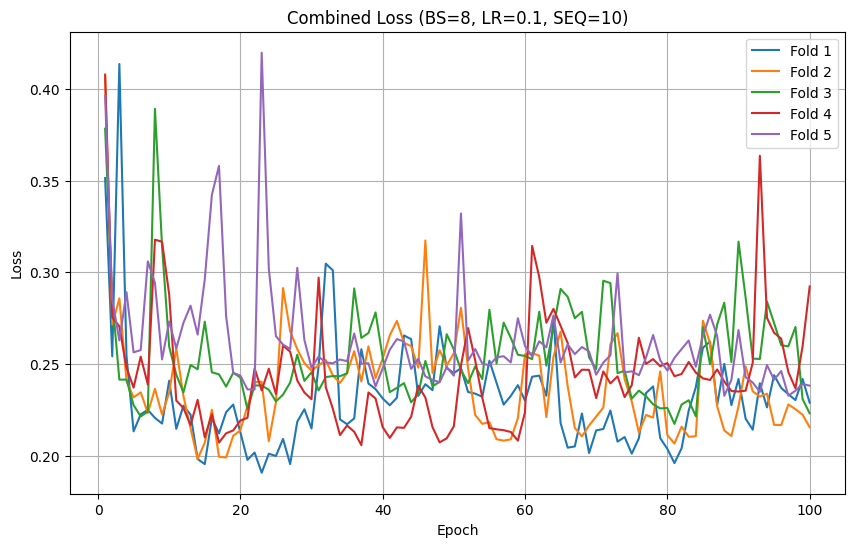 Combined Loss (BS=8, LR=0.1, SEQ=10)
Fold 1
Fold 2
Fold 3
Fold 4
Fold 5
Loss
0.40
0.35
0.30
0.25
0.20
0
20
40
60
80
100
Epoch